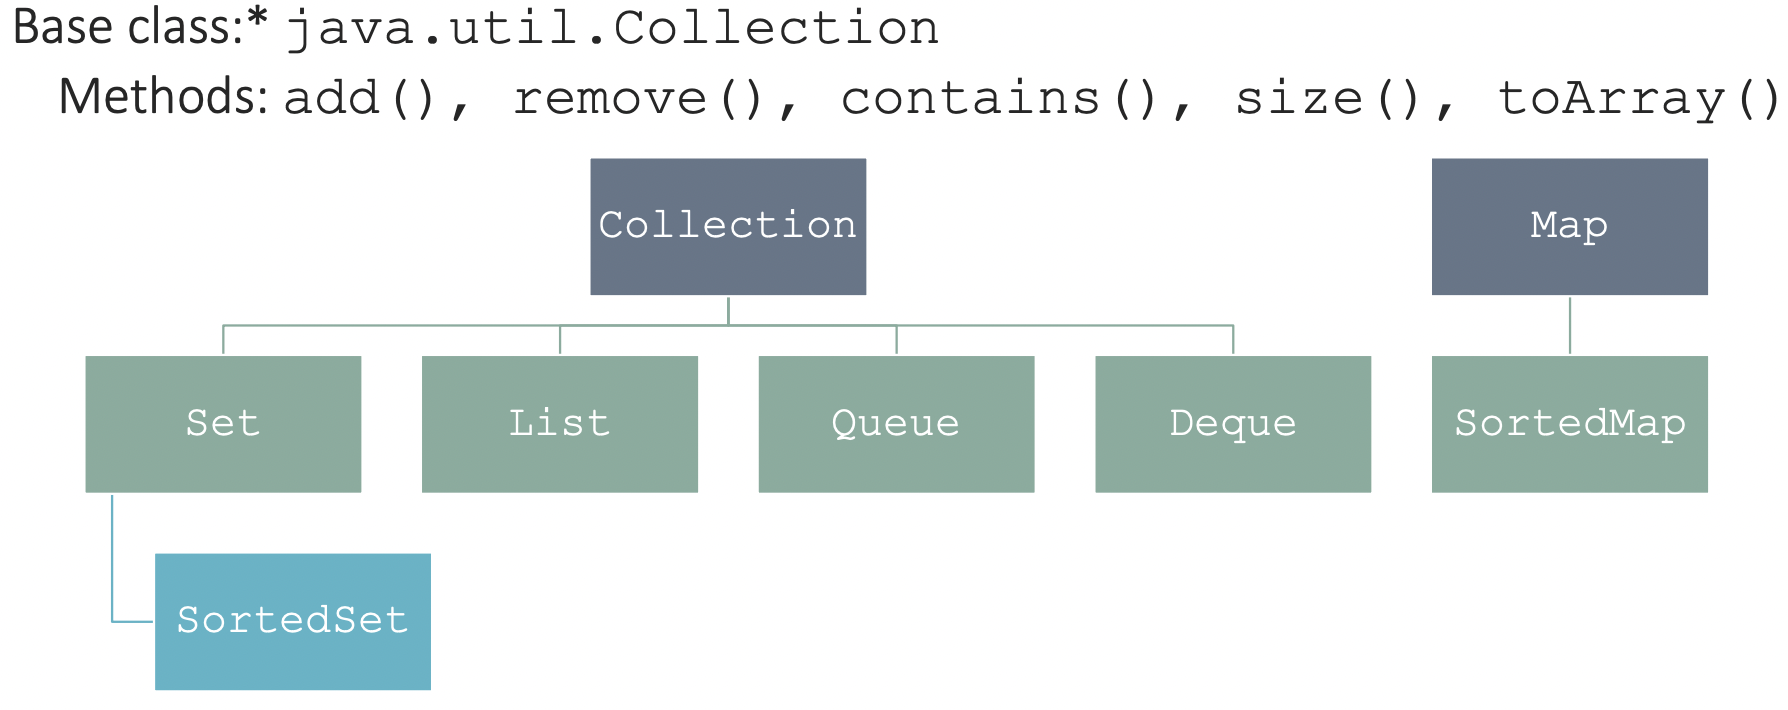 Base class:* java.util.Collection
Methods: add(), remove(), contains(), size(), toArray()
Collection
Map
Set
List
Queue
Deque
SortedMap
SortedSet